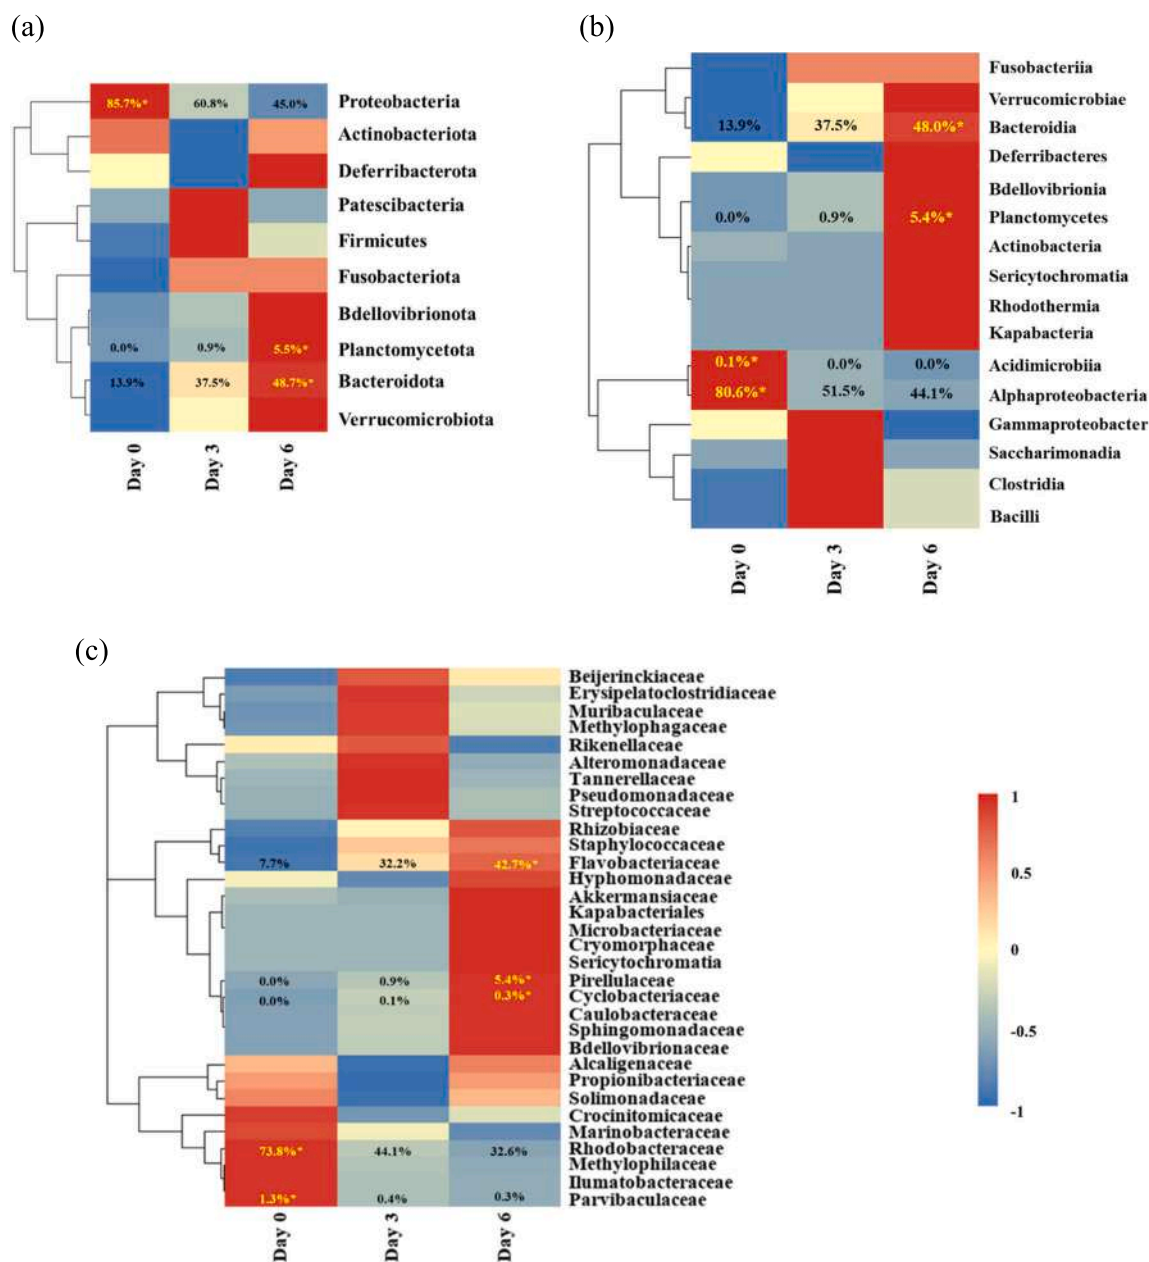 (a)
85.7%* 60.8% 45.0% Proteobacteria
Actinobacteriota
Deferribacterota
Patescibacteria
Firmicutes
Fusobacteriota
Bdellovibrionota
0.0% 0.9% 5.5%* Planctomycetota
13.9% 37.5% 48.7%* Bacteroidota
Verrucomicrobiota
Day 0 Day 3 Day 6
(b)
Fusobacteriia
Verrucomicrobiae
13.9% 37.5% 48.0%* Bacteroidia
Deferribacteres
Bdellovibrionia
0.0% 0.9% 5.4%* Planctomycetes
Actinobacteria
Sericytochromatia
Rhodothermia
Kapabacteria
0.1%* 0.0% 0.0% Acidimicrobiia
80.6%* 51.5% 44.1% Alphaproteobacteria
Gammaproteobacter
Saccharimonadia
Clostridia
Bacilli
Day 0 Day 3 Day 6
(c)
Beijerinckiaceae
Erysipelatoclostridiaceae
Muribaculaceae
Methylophagaceae
Rikenellaceae
Alteromonadaceae
Tannerellaceae
Pseudomonadaceae
Streptococcaceae
Rhizobiaceae
Staphylococcaceae
7.7% 32.2% 42.7%* Flavobacteriaceae
Hyphomonadaceae
Akkermansiaceae
Kapabacteriales
Microbacteriaceae
Cryomorphaceae
Sericytochromatia
0.0% 0.9% 5.4%* Pirellulaceae
0.0% 0.1% 0.3%* Cyclobacteriaceae
Caulobacteraceae
Sphingomonadaceae
Bdellovibrionaceae
Alcaligenaceae
Propionibacteriaceae
Solimonadaceae
Crocinitomicaceae
Marinobacteraceae
73.8%* 44.1% 32.6% Rhodobacteraceae
Methylophilaceae
Ilumatobacteraceae
1.3%* 0.4% 0.3% Parvibaculaceae
Day 0 Day 3 Day 6
1
0.5
0
-0.5
-1